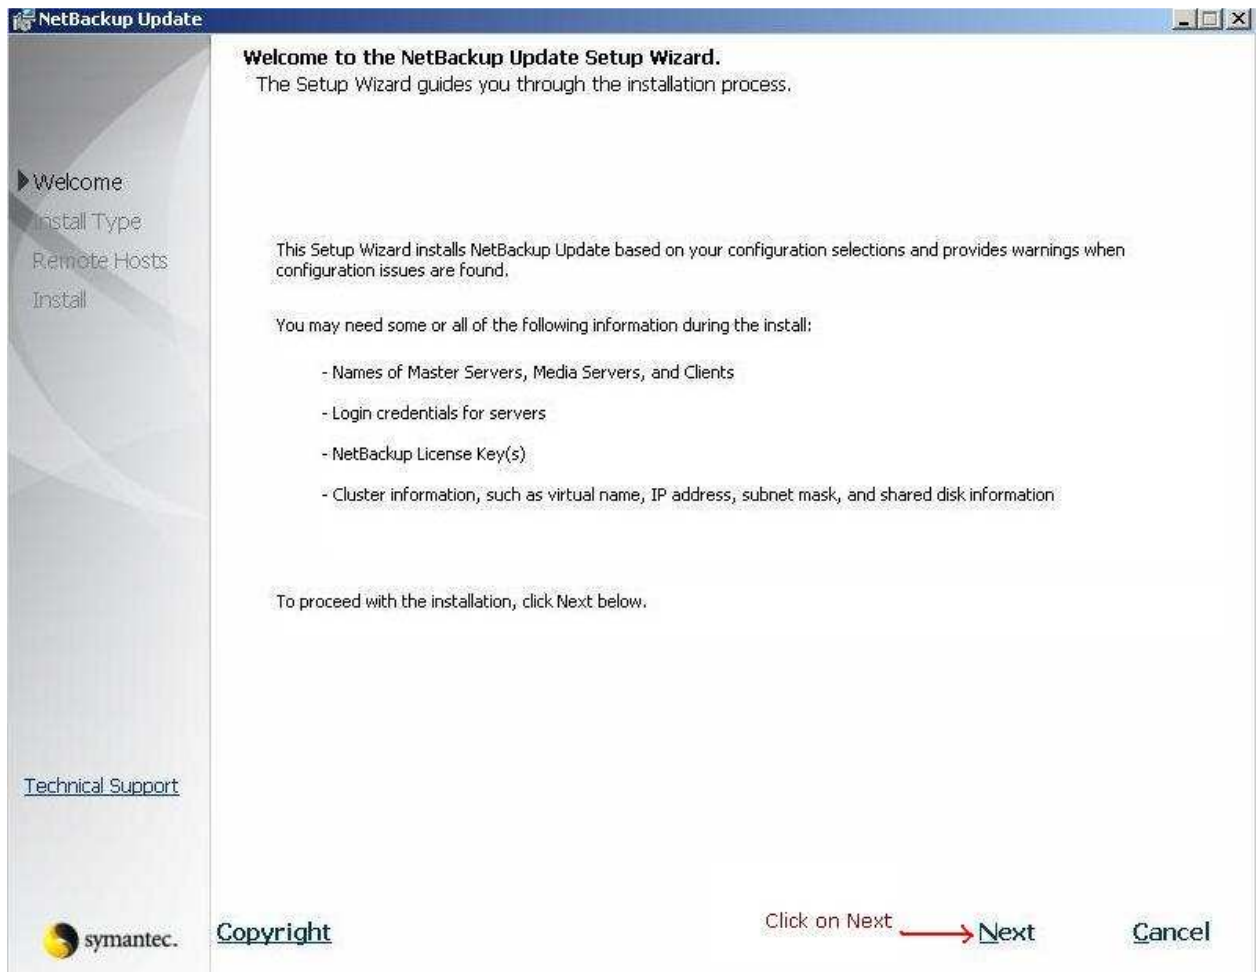 NetBackup Update
Welcome to the NetBackup Update Setup Wizard.
The Setup Wizard guides you through the installation process.
Welcome
Install Type
Remote Hosts
Install
This Setup Wizard installs NetBackup Update based on your configuration selections and provides warnings when
configuration issues are found.
You may need some or all of the following information during the install:
- Names of Master Servers, Media Servers, and Clients
- Login credentials for servers
- NetBackup License Key(s)
- Cluster information, such as virtual name, IP address, subnet mask, and shared disk information
To proceed with the installation, click Next below.
Technical Support
symantec.
Copyright
Click on Next
Next
Cancel